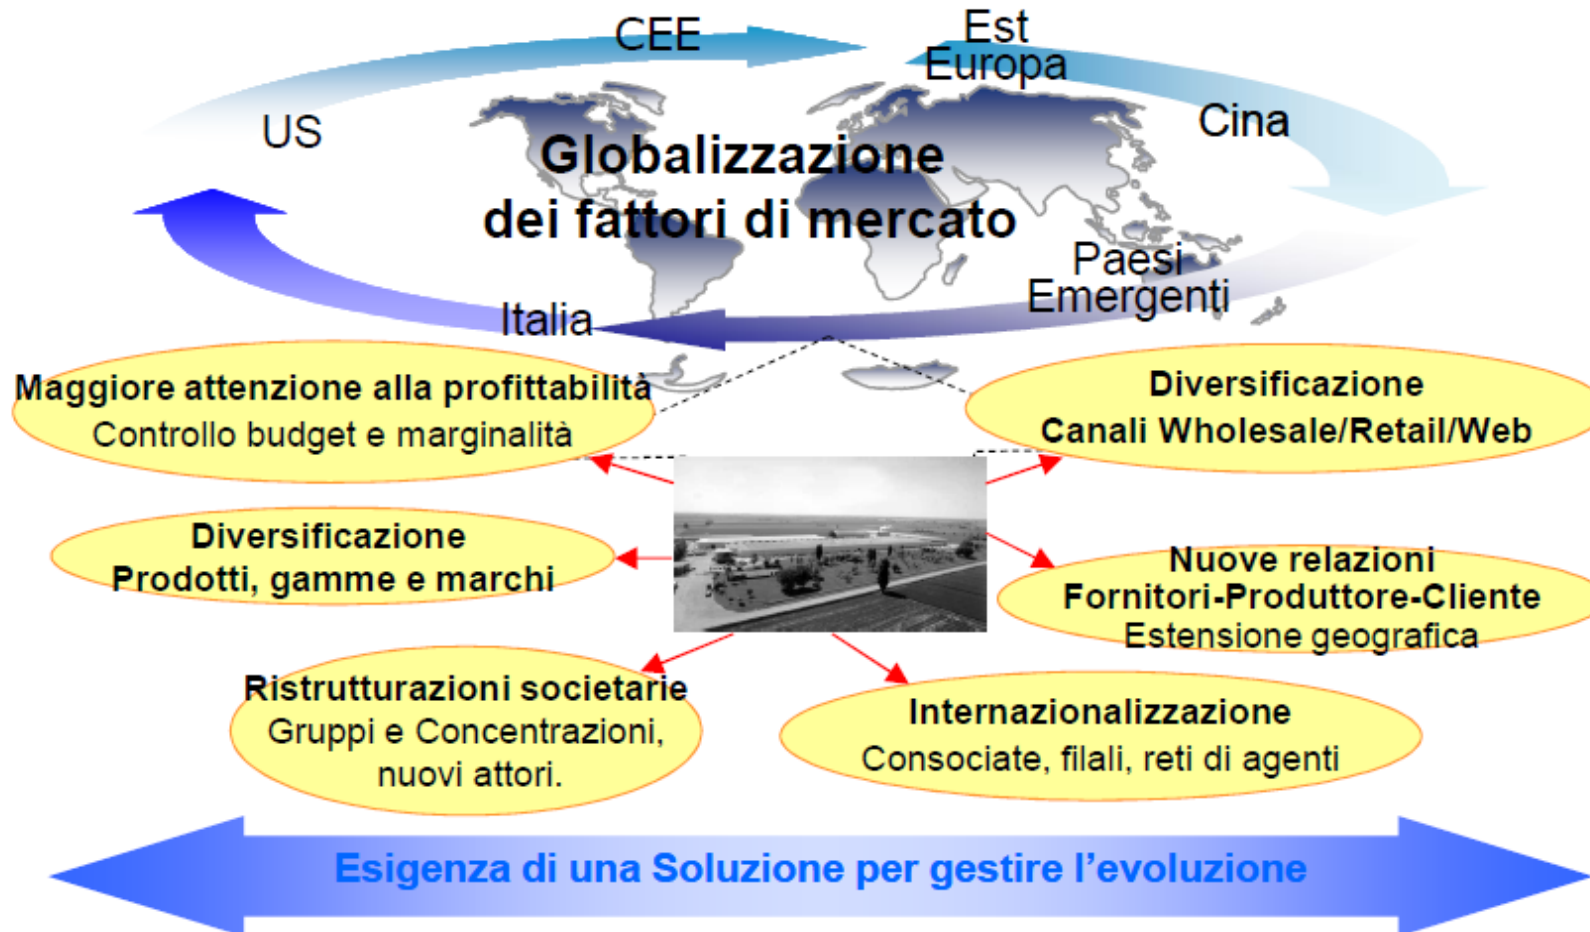 CEE
Est
Europa
US
Cina
Globalizzazione
dei fattori di mercato
Paesi
Emergenti
Italia
Maggiore attenzione alla profittabilità
Controllo budget e marginalità
Diversificazione
Canali Wholesale/Retail/Web
Diversificazione
Prodotti, gamme e marchi
Nuove relazioni
Fornitori-Produttore-Cliente
Estensione geografica
Ristrutturazioni societarie
Gruppi e Concentrazioni,
nuovi attori.
Internazionalizzazione
Consociate, filali, reti di agenti
Esigenza di una Soluzione per gestire l'evoluzione